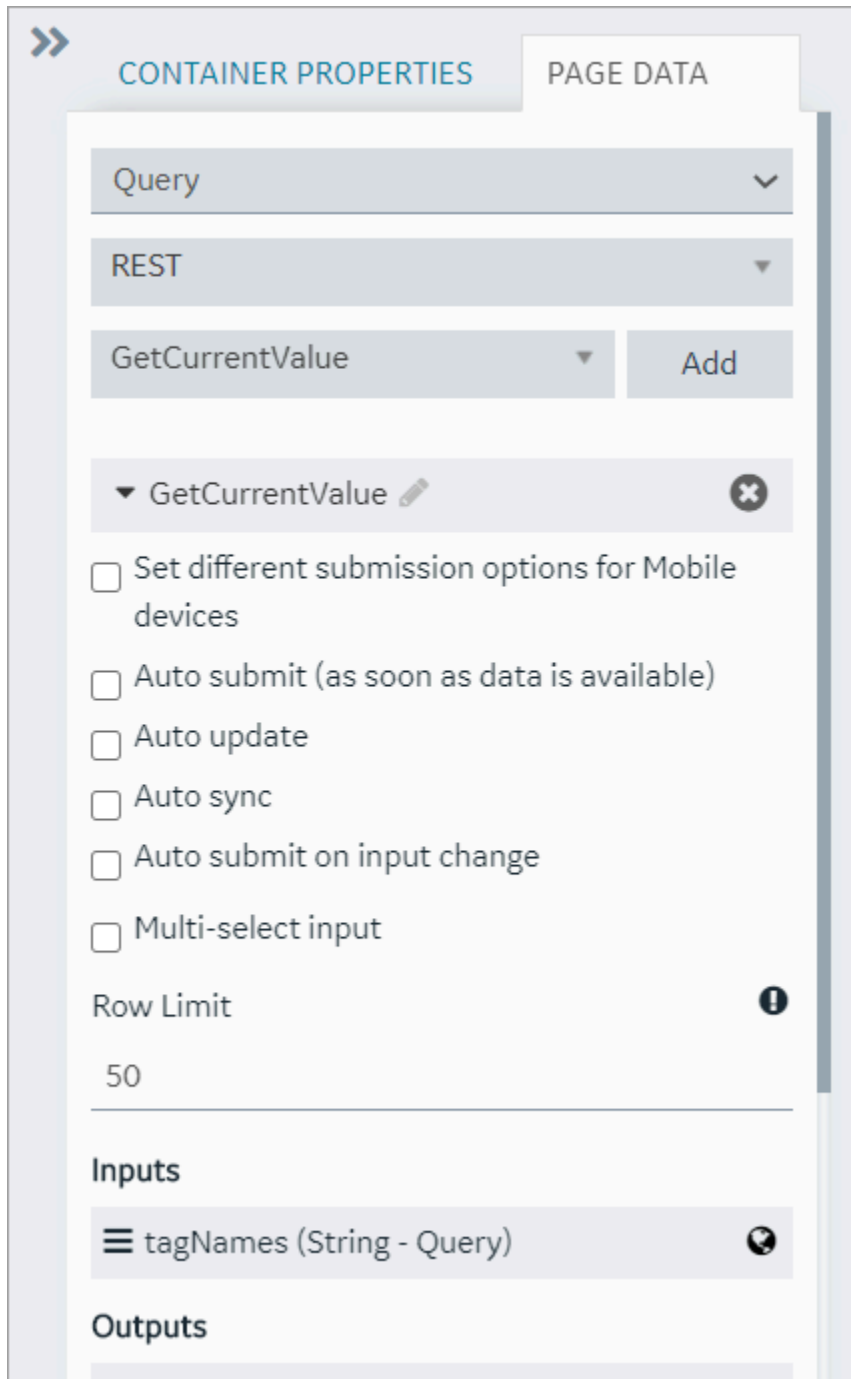 CONTAINER PROPERTIES PAGE DATA
Query
REST
GetCurrentValue Add
GetCurrentValue
Set different submission options for Mobile
devices
Auto submit (as soon as data is available)
Auto update
Auto sync
Auto submit on input change
Multi-select input
Row Limit
50
Inputs
tagNames (String - Query)
Outputs